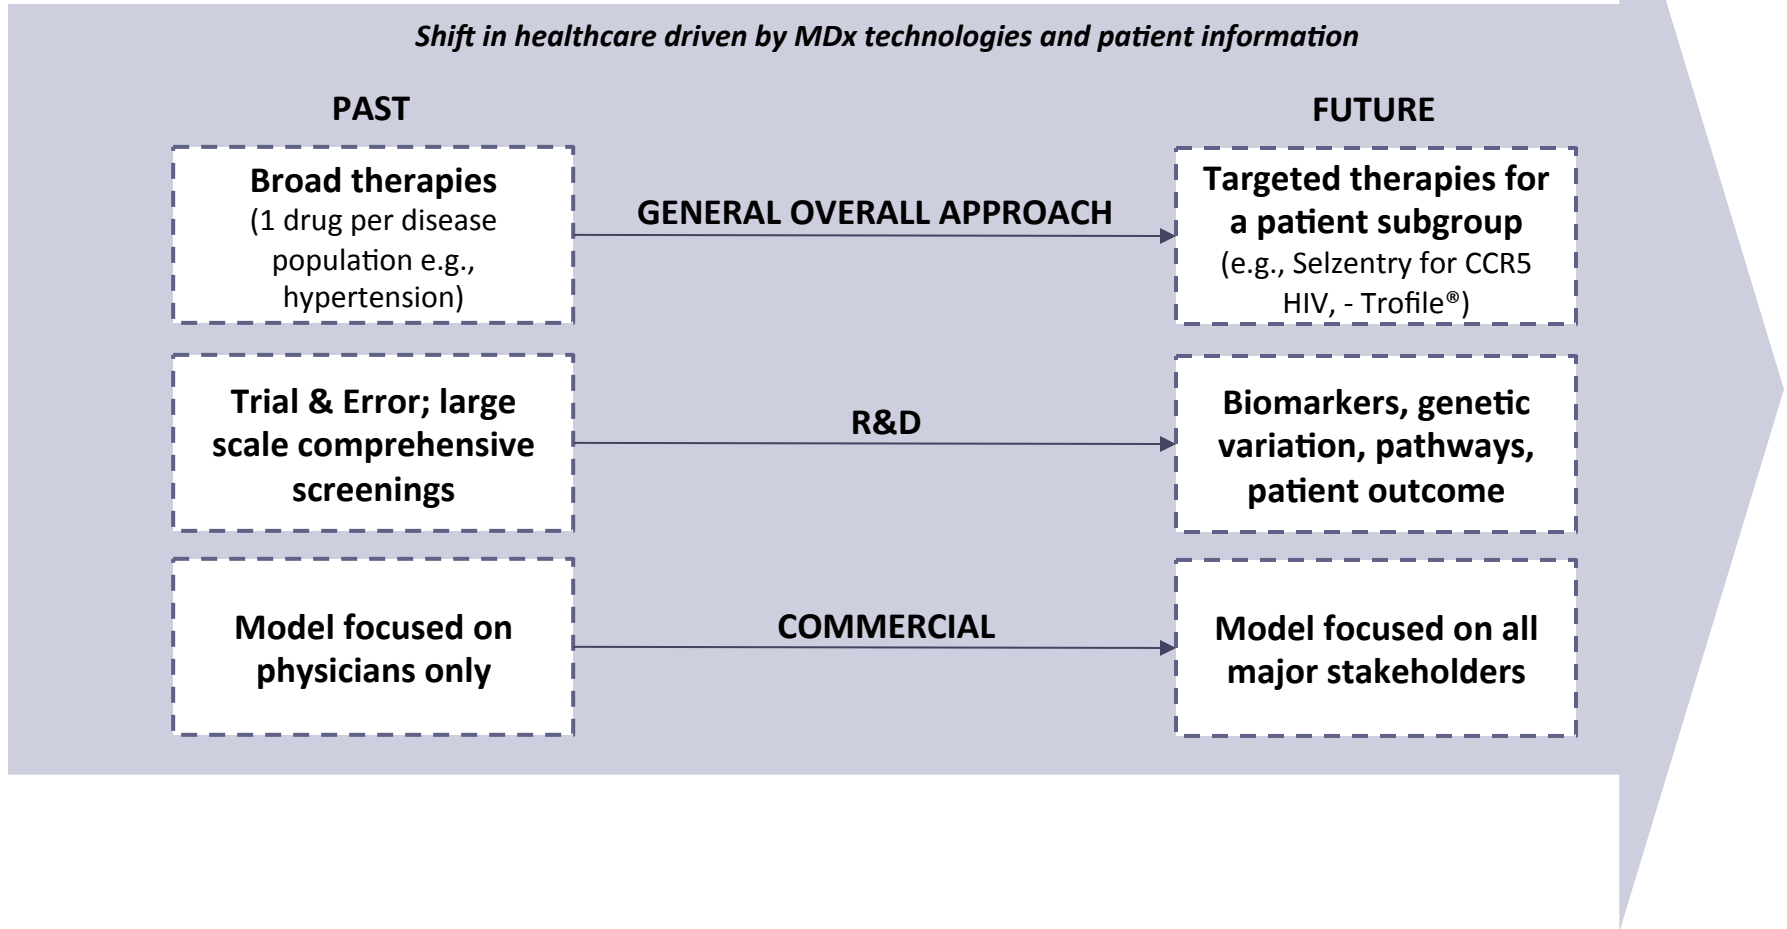 Shift in healthcare driven by MDx technologies and patient information
PAST
FUTURE
Broad therapies
(1 drug per disease
population e.g.,
hypertension)
GENERAL OVERALL APPROACH
Targeted therapies for
a patient subgroup
(e.g., Selzentry for CCR5
HIV, - Trofile®)
Trial & Error; large
scale comprehensive
screenings
R&D
Biomarkers, genetic
variation, pathways,
patient outcome
Model focused on
physicians only
COMMERCIAL
Model focused on all
major stakeholders